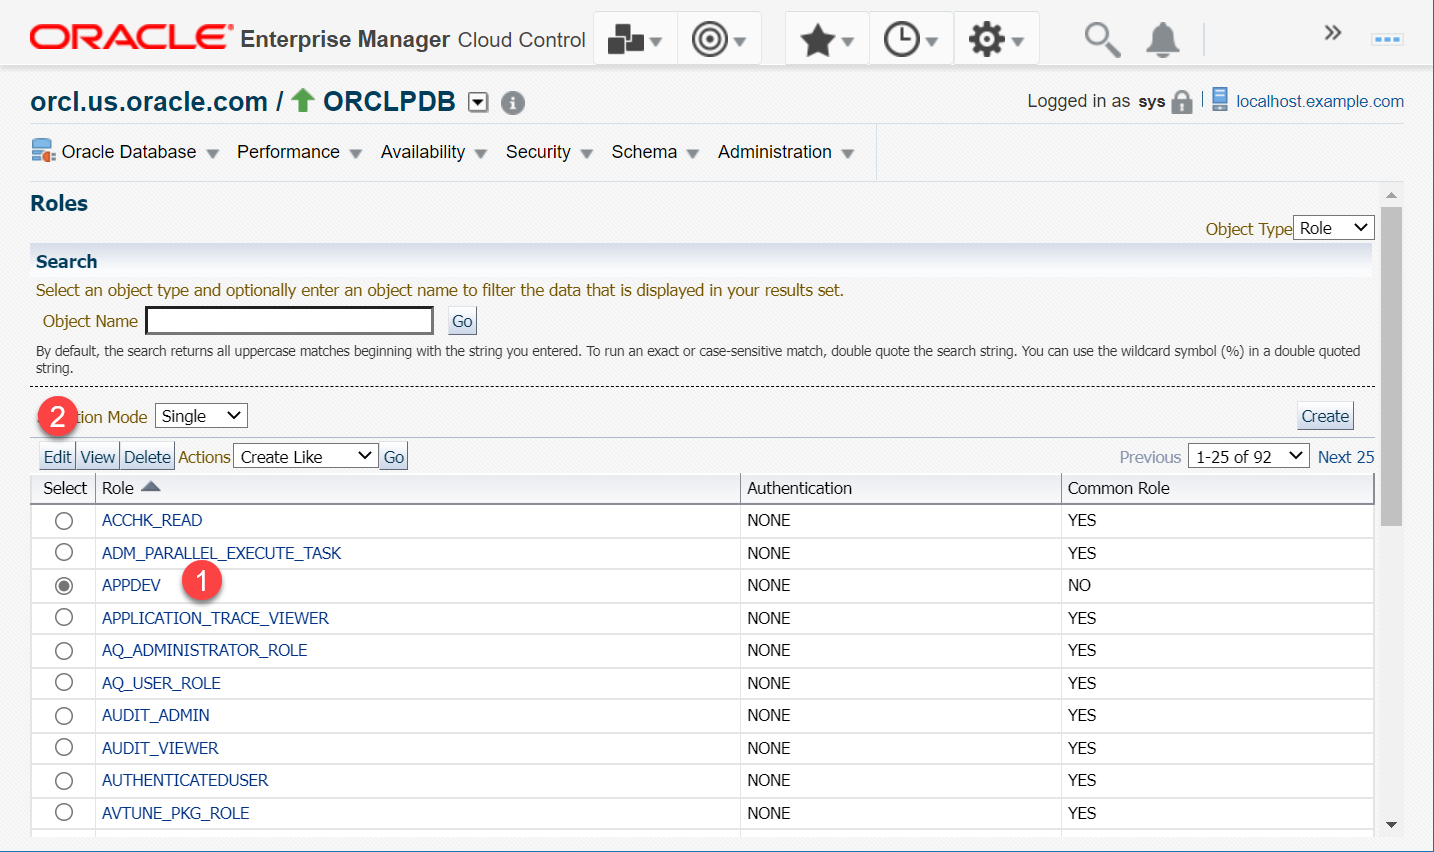 ORACLE Enterprise Manager Cloud Control
orcl.us.oracle.com / ORCLPDB
Logged in as sys localhost.example.com
Oracle Database Performance Availability Security Schema Administration
Roles
Object Type Role
Search
Select an object type and optionally enter an object name to filter the data that is displayed in your results set.
Object Name Go
By default, the search returns all uppercase matches beginning with the string you entered. To run an exact or case-sensitive match, double quote the search string. You can use the wildcard symbol (%) in a double quoted
string.
2 tion Mode Single Create
Edit View Delete Actions Create Like Go Previous 1-25 of 92 Next 25
Select Role Authentication Common Role
ACCHK_READ NONE YES
ADM_PARALLEL_EXECUTE_TASK NONE YES
APPDEV 1 NONE NO
APPLICATION_TRACE_VIEWER NONE YES
AQ_ADMINISTRATOR_ROLE NONE YES
AQ_USER_ROLE NONE YES
AUDIT_ADMIN NONE YES
AUDIT_VIEWER NONE YES
AUTHENTICATEDUSER NONE YES
AVTUNE_PKG_ROLE NONE YES